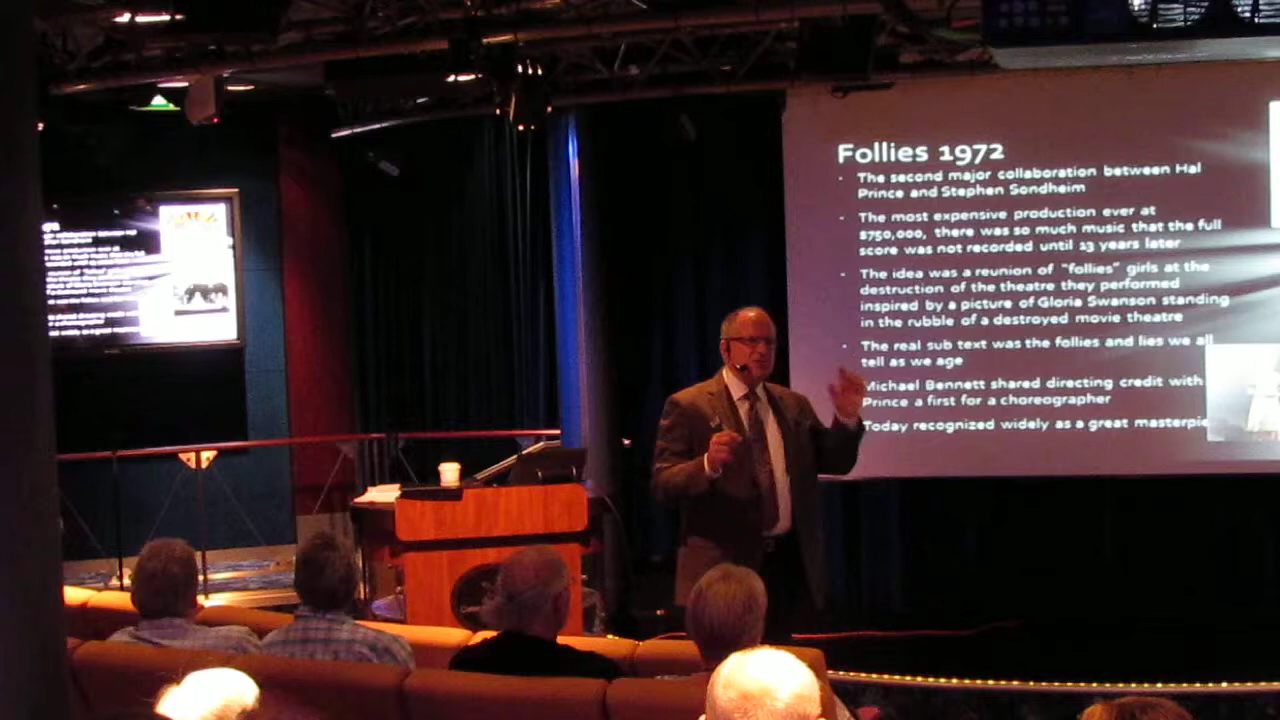 Follies 1972
The second major collaboration between Hal
Prince and Stephen Sondheim
The most expensive production ever at
$750,000, there was so much music that the full
score was not recorded until 13 years later
The idea was a reunion of "follies" girls at the
destruction of the theatre they performed
inspired by a picture of Gloria Swanson standing
in the rubble of a destroyed movie theatre
The real sub text was the follies and lies we all
tell as we age
Michael Bennett shared directing credit with
Prince a first for a choreographer
Today recognized widely as a great